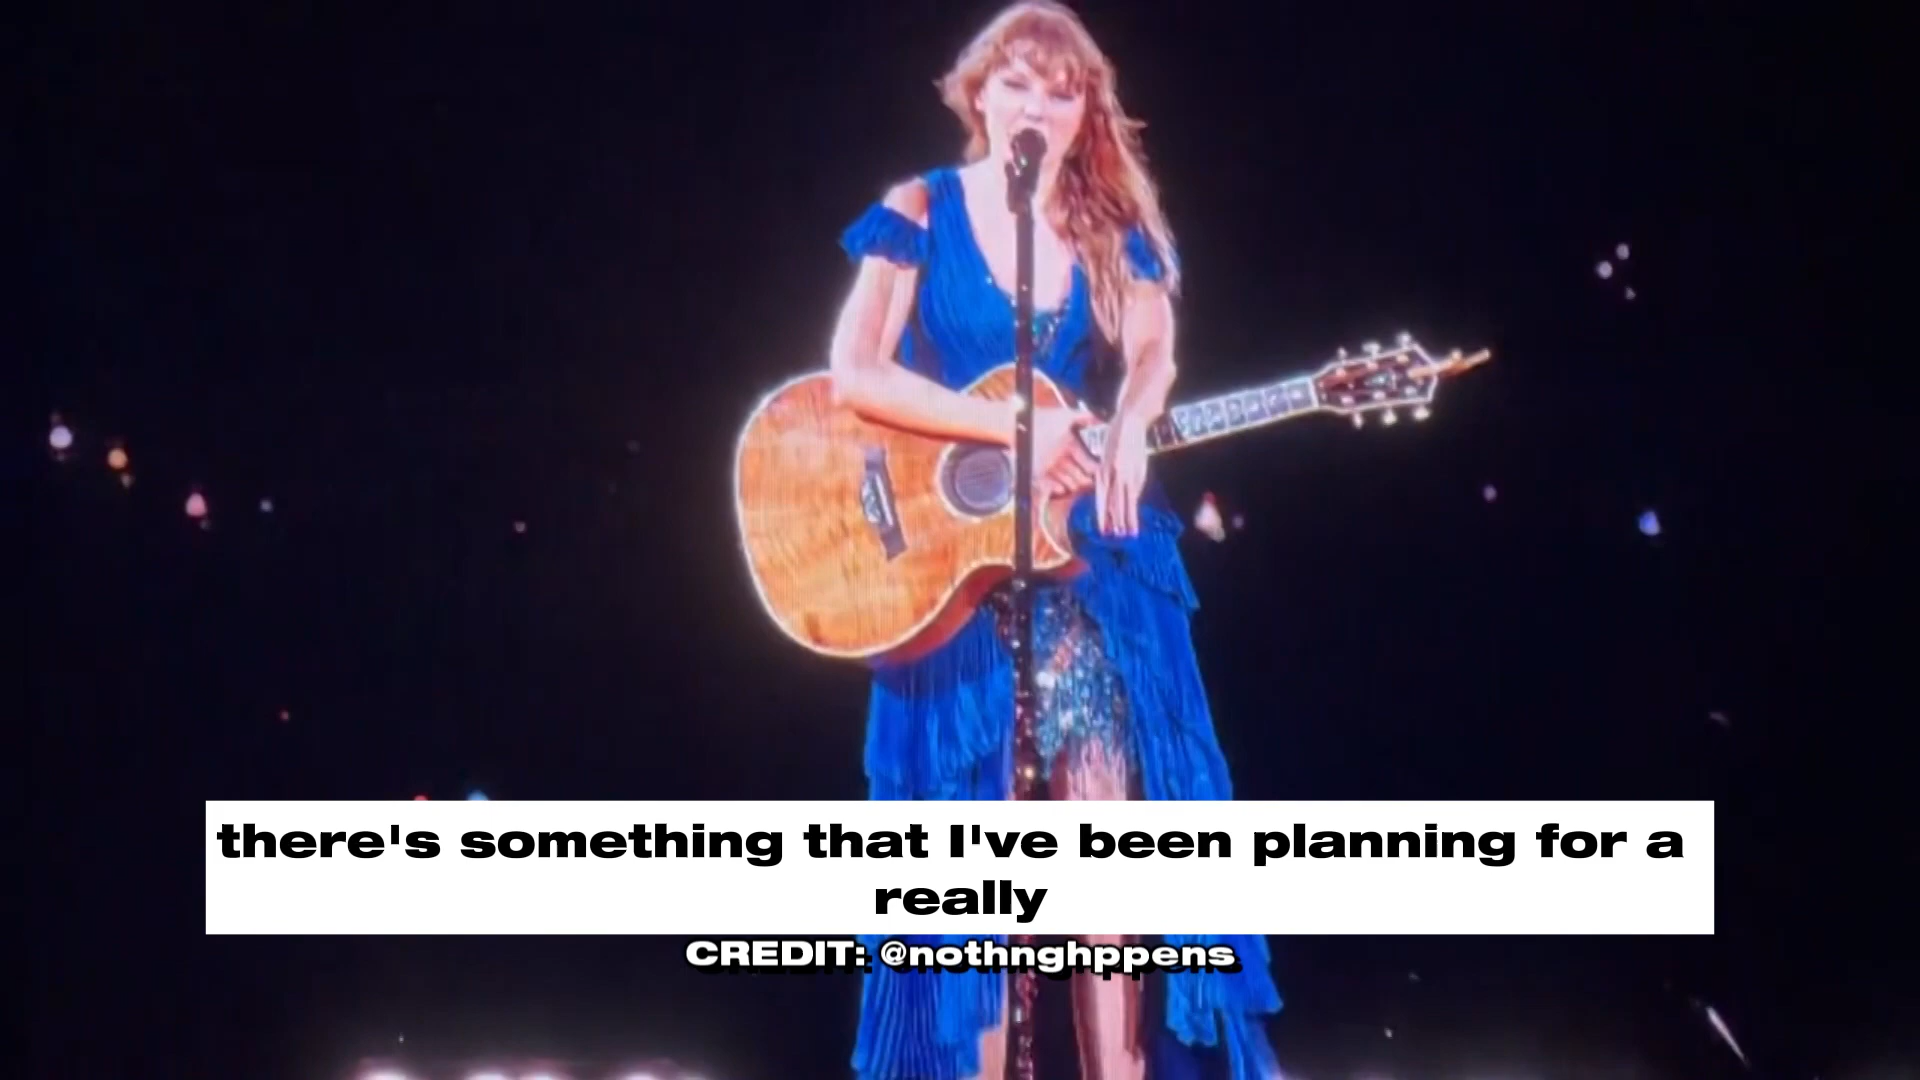 there's something that I've been planning for a
really
CREDIT: @nothnghppens